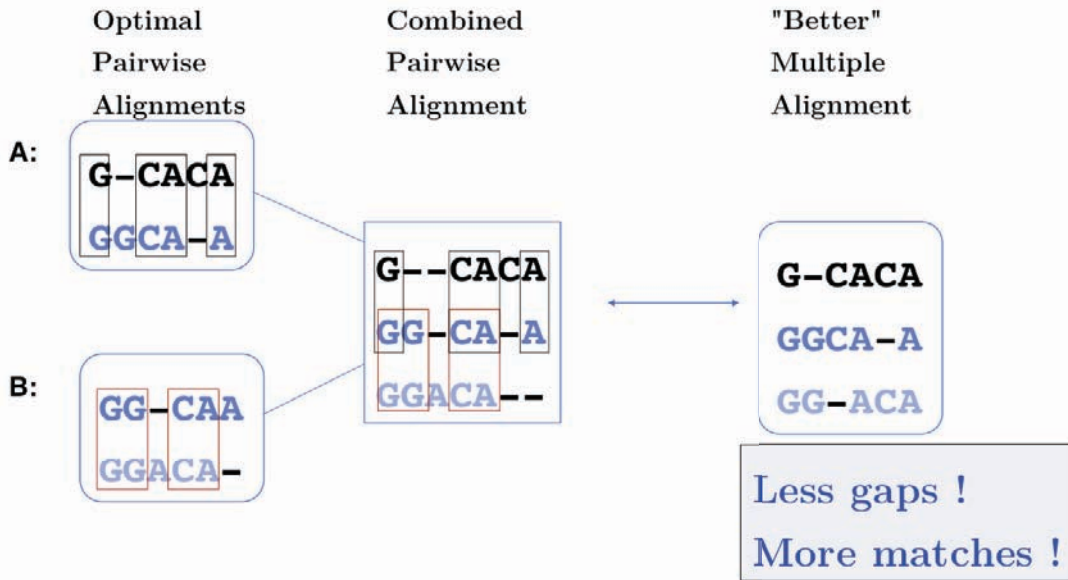 Optimal
Pairwise
Alignments
Combined
Pairwise
Alignment
"Better"
Multiple
Alignment
A:
G-CACA
GGCA-A
B:
GG-CAA
GGACA-
G--CACA
GG-CA-A
GGACA--
G-CACA
GGCA-A
GG-ACA
Less gaps !
More matches !